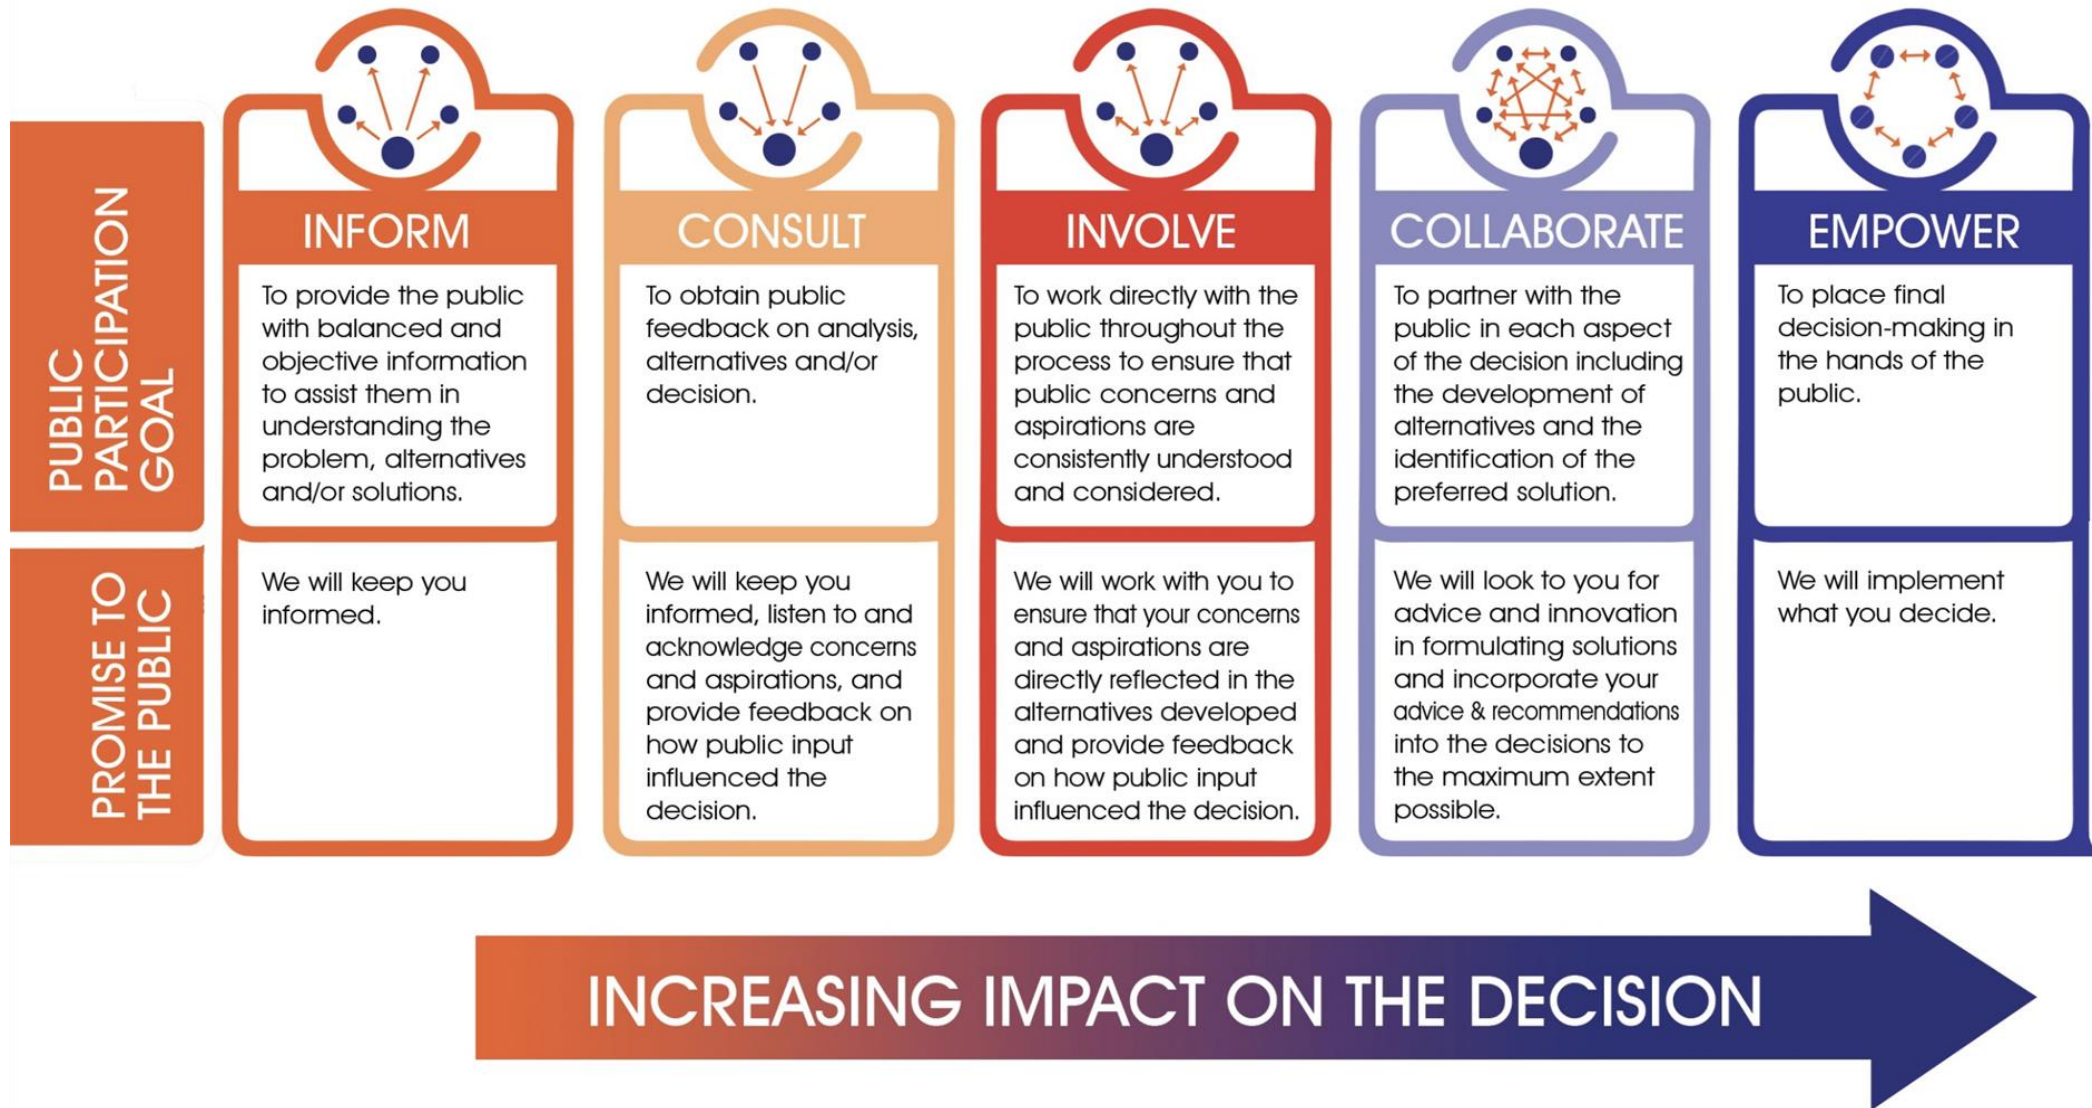 PUBLIC
PARTICIPATION
GOAL
INFORM
To provide the public
with balanced and
objective information
to assist them in
understanding the
problem, alternatives
and/or solutions.
CONSULT
To obtain public
feedback on analysis,
alternatives and/or
decision.
INVOLVE
To work directly with the
public throughout the
process to ensure that
public concerns and
aspirations are
consistently understood
and considered.
COLLABORATE
To partner with the
public in each aspect
of the decision including
the development of
alternatives and the
identification of the
preferred solution.
EMPOWER
To place final
decision-making in
the hands of the
public.
PROMISE TO
THE PUBLIC
We will keep you
informed.
We will keep you
informed, listen to and
acknowledge concerns
and aspirations, and
provide feedback on
how public input
influenced the
decision.
We will work with you to
ensure that your concerns
and aspirations are
directly reflected in the
alternatives developed
and provide feedback
on how public input
influenced the decision.
We will look to you for
advice and innovation
in formulating solutions
and incorporate your
advice & recommendations
into the decisions to
the maximum extent
possible.
We will implement
what you decide.
INCREASING IMPACT ON THE DECISION